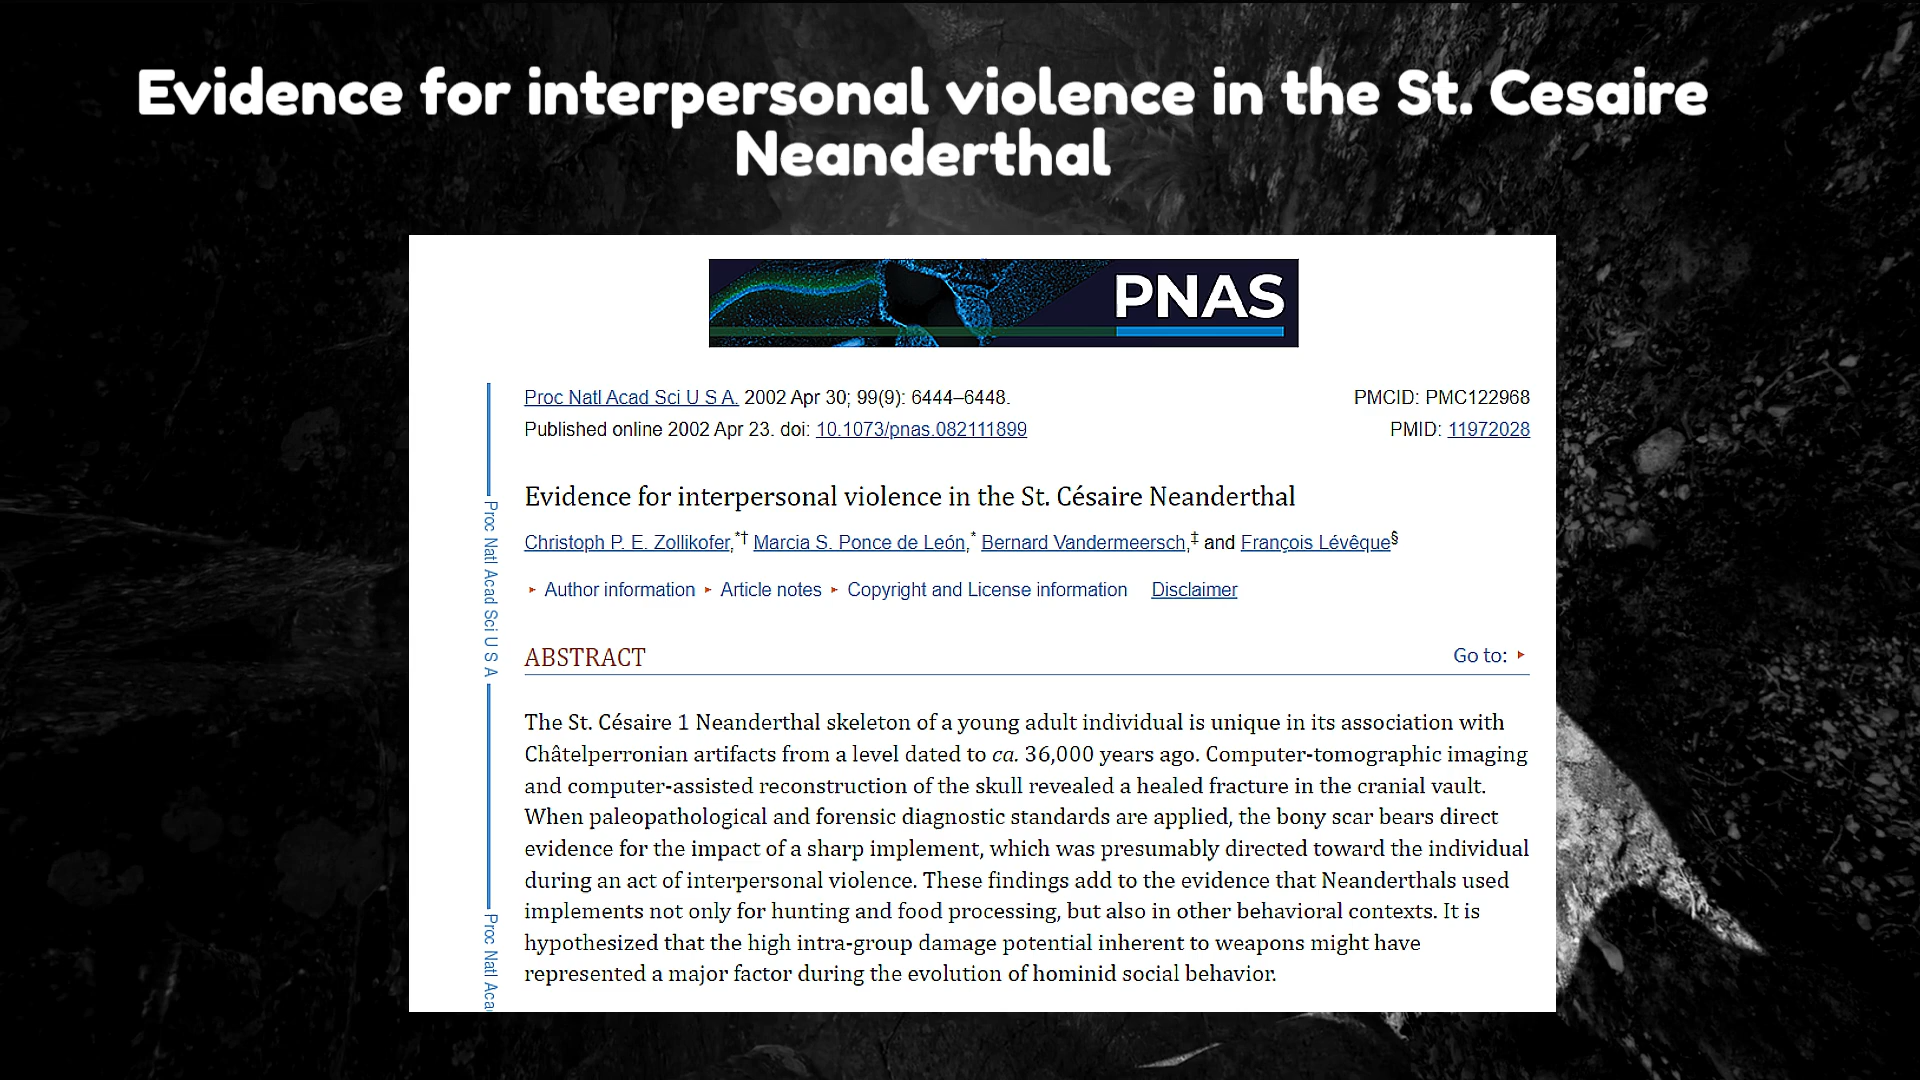 Evidence for interpersonal violence in the St. Cesaire
Neanderthal
PNAS
Proc Natl Acad Sci U S A. 2002 Apr 30; 99(9): 6444–6448.
PMCID: PMC122968
Published online 2002 Apr 23. doi: 10.1073/pnas.082111899
PMID: 11972028
Evidence for interpersonal violence in the St. Césaire Neanderthal
Christoph P. E. Zollikofer,*† Marcia S. Ponce de León,* Bernard Vandermeersch,‡ and François Lévêque§
▸ Author information ▸ Article notes ▸ Copyright and License information Disclaimer
ABSTRACT
Go to: ▸
The St. Césaire 1 Neanderthal skeleton of a young adult individual is unique in its association with
Châtelperronian artifacts from a level dated to ca. 36,000 years ago. Computer-tomographic imaging
and computer-assisted reconstruction of the skull revealed a healed fracture in the cranial vault.
When paleopathological and forensic diagnostic standards are applied, the bony scar bears direct
evidence for the impact of a sharp implement, which was presumably directed toward the individual
during an act of interpersonal violence. These findings add to the evidence that Neanderthals used
implements not only for hunting and food processing, but also in other behavioral contexts. It is
hypothesized that the high intra-group damage potential inherent to weapons might have
represented a major factor during the evolution of hominid social behavior.
Proc Natl Acad Sci U S A
Proc Natl Aca